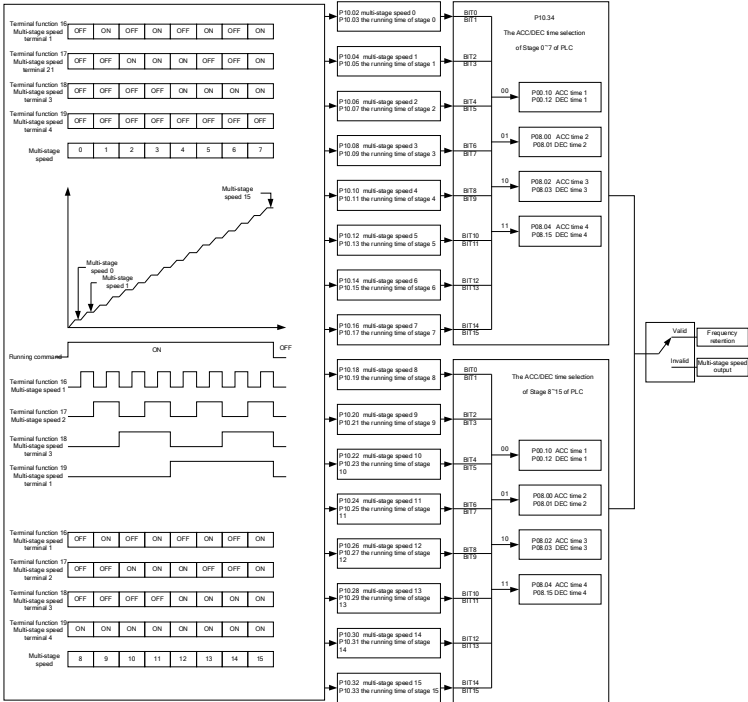 Terminal function 16
Multi-stage speed
terminal 1
OFF ON OFF ON OFF ON OFF ON
Terminal function 17
Multi-stage speed
terminal 21
OFF OFF ON ON OFF OFF ON ON
Terminal function 18
Multi-stage speed
terminal 3
OFF OFF OFF OFF ON ON ON ON
Terminal function 19
Multi-stage speed
terminal 4
OFF OFF OFF OFF OFF OFF OFF OFF
Multi-stage
speed
0 1 2 3 4 5 6 7
Multi-stage
speed 15
Multi-stage
speed 0
Multi-stage
speed 1
ON
OFF
Running command
Terminal function 16
Multi-stage speed 1
Terminal function 17
Multi-stage speed 2
Terminal function 18
Multi-stage speed
terminal 3
Terminal function 19
Multi-stage speed
terminal 1
Terminal function 16
Multi-stage speed
terminal 1
OFF ON OFF ON OFF ON OFF ON
Terminal function 17
Multi-stage speed
terminal 2
OFF OFF ON ON OFF OFF ON ON
Terminal function 18
Multi-stage speed
terminal 3
OFF OFF OFF OFF ON ON ON ON
Terminal function 19
Multi-stage speed
terminal 4
ON ON ON ON ON ON ON ON
Multi-stage
speed
8 9 10 11 12 13 14 15
P10.02 multi-stage speed 0
P10.03 the running time of stage 0
P10.04 multi-stage speed 1
P10.05 the running time of stage 1
P10.06 multi-stage speed 2
P10.07 the running time of stage 2
P10.08 multi-stage speed 3
P10.09 the running time of stage 3
P10.10 multi-stage speed 4
P10.11 the running time of stage 4
P10.12 multi-stage speed 5
P10.13 the running time of stage 5
P10.14 multi-stage speed 6
P10.15 the running time of stage 6
P10.16 multi-stage speed 7
P10.17 the running time of stage 7
P10.18 multi-stage speed 8
P10.19 the running time of stage 8
P10.20 multi-stage speed 9
P10.21 the running time of stage 9
P10.22 multi-stage speed 10
P10.23 the running time of stage
10
P10.24 multi-stage speed 11
P10.25 the running time of stage
11
P10.26 multi-stage speed 12
P10.27 the running time of stage
12
P10.28 multi-stage speed 13
P10.29 the running time of stage
13
P10.30 multi-stage speed 14
P10.31 the running time of stage
14
P10.32 multi-stage speed 15
P10.33 the running time of stage 15
BIT0
BIT1
BIT2
BIT3
BIT4
BIT5
BIT6
BIT7
BIT8
BIT9
BIT10
BIT11
BIT12
BIT13
BIT14
BIT15
P10.34
The ACC/DEC time selection
of Stage 0~7 of PLC
00
P00.10 ACC time 1
P00.12 DEC time 1
01
P08.00 ACC time 2
P08.01 DEC time 2
10
P08.02 ACC time 3
P08.03 DEC time 3
11
P08.04 ACC time 4
P08.15 DEC time 4
BIT0
BIT1
BIT2
BIT3
BIT4
BIT5
BIT6
BIT7
BIT8
BIT9
BIT10
BIT11
BIT12
BIT13
BIT14
BIT15
The ACC/DEC time selection
of Stage 8~15 of PLC
00
P00.10 ACC time 1
P00.12 DEC time 1
01
P08.00 ACC time 2
P08.01 DEC time 2
10
P08.02 ACC time 3
P08.03 DEC time 3
11
P08.04 ACC time 4
P08.15 DEC time 4
Valid
Invalid
Frequency
retention
Multi-stage speed
output